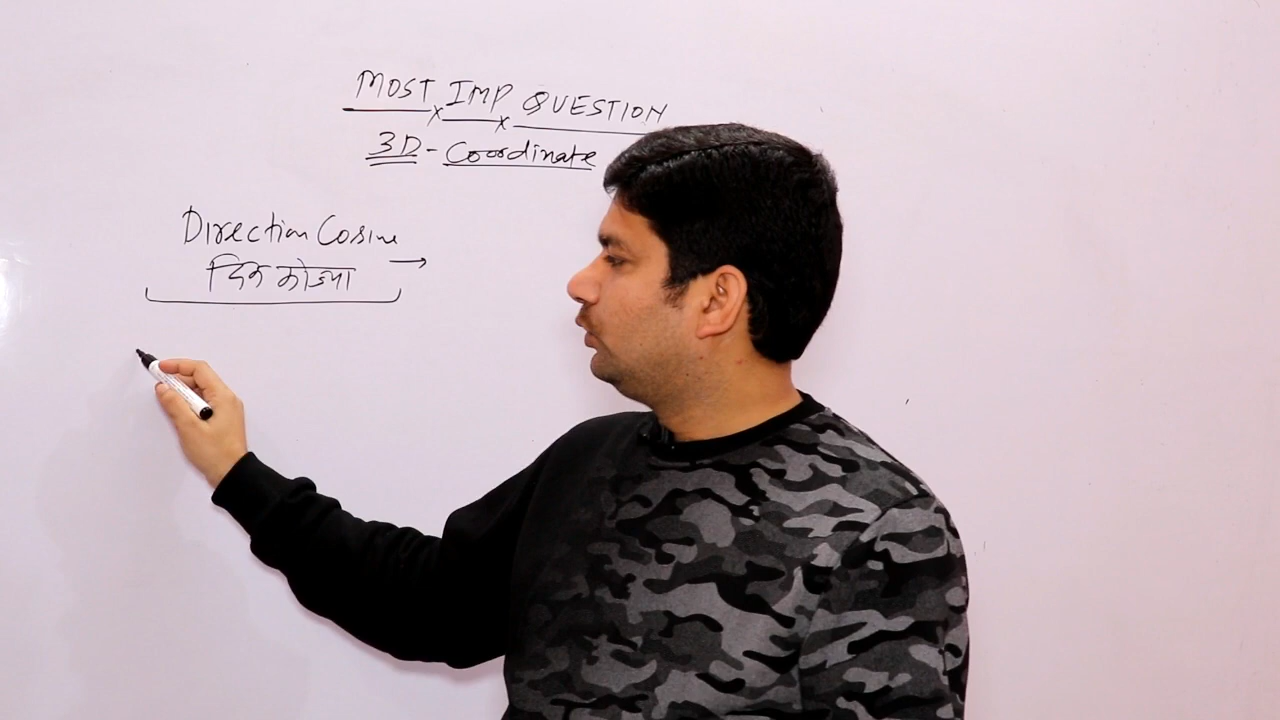 MOST IMP QUESTION
3D - Coordinate
Direction Cosine →
दिक कोज्या